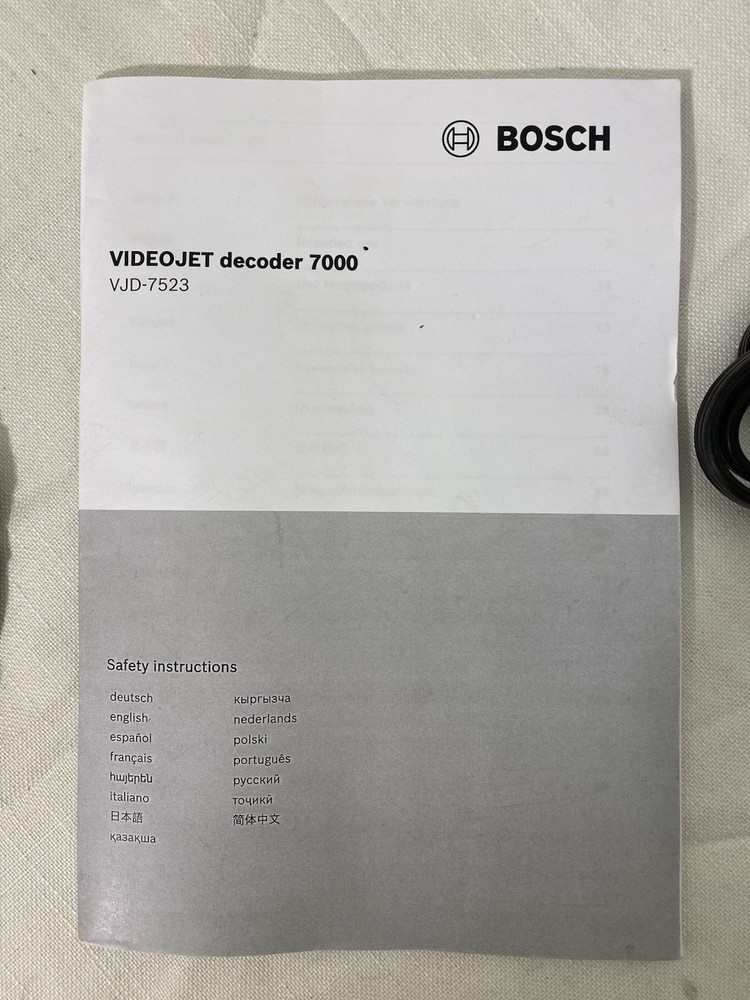 BOSCH
VIDEOJET decoder 7000
VJD-7523
Safety instructions
deutsch
english
español
français
հայերեն
italiano
日本語
қазақша
кыргызча
nederlands
polski
português
русский
тоҷикӣ
简体中文